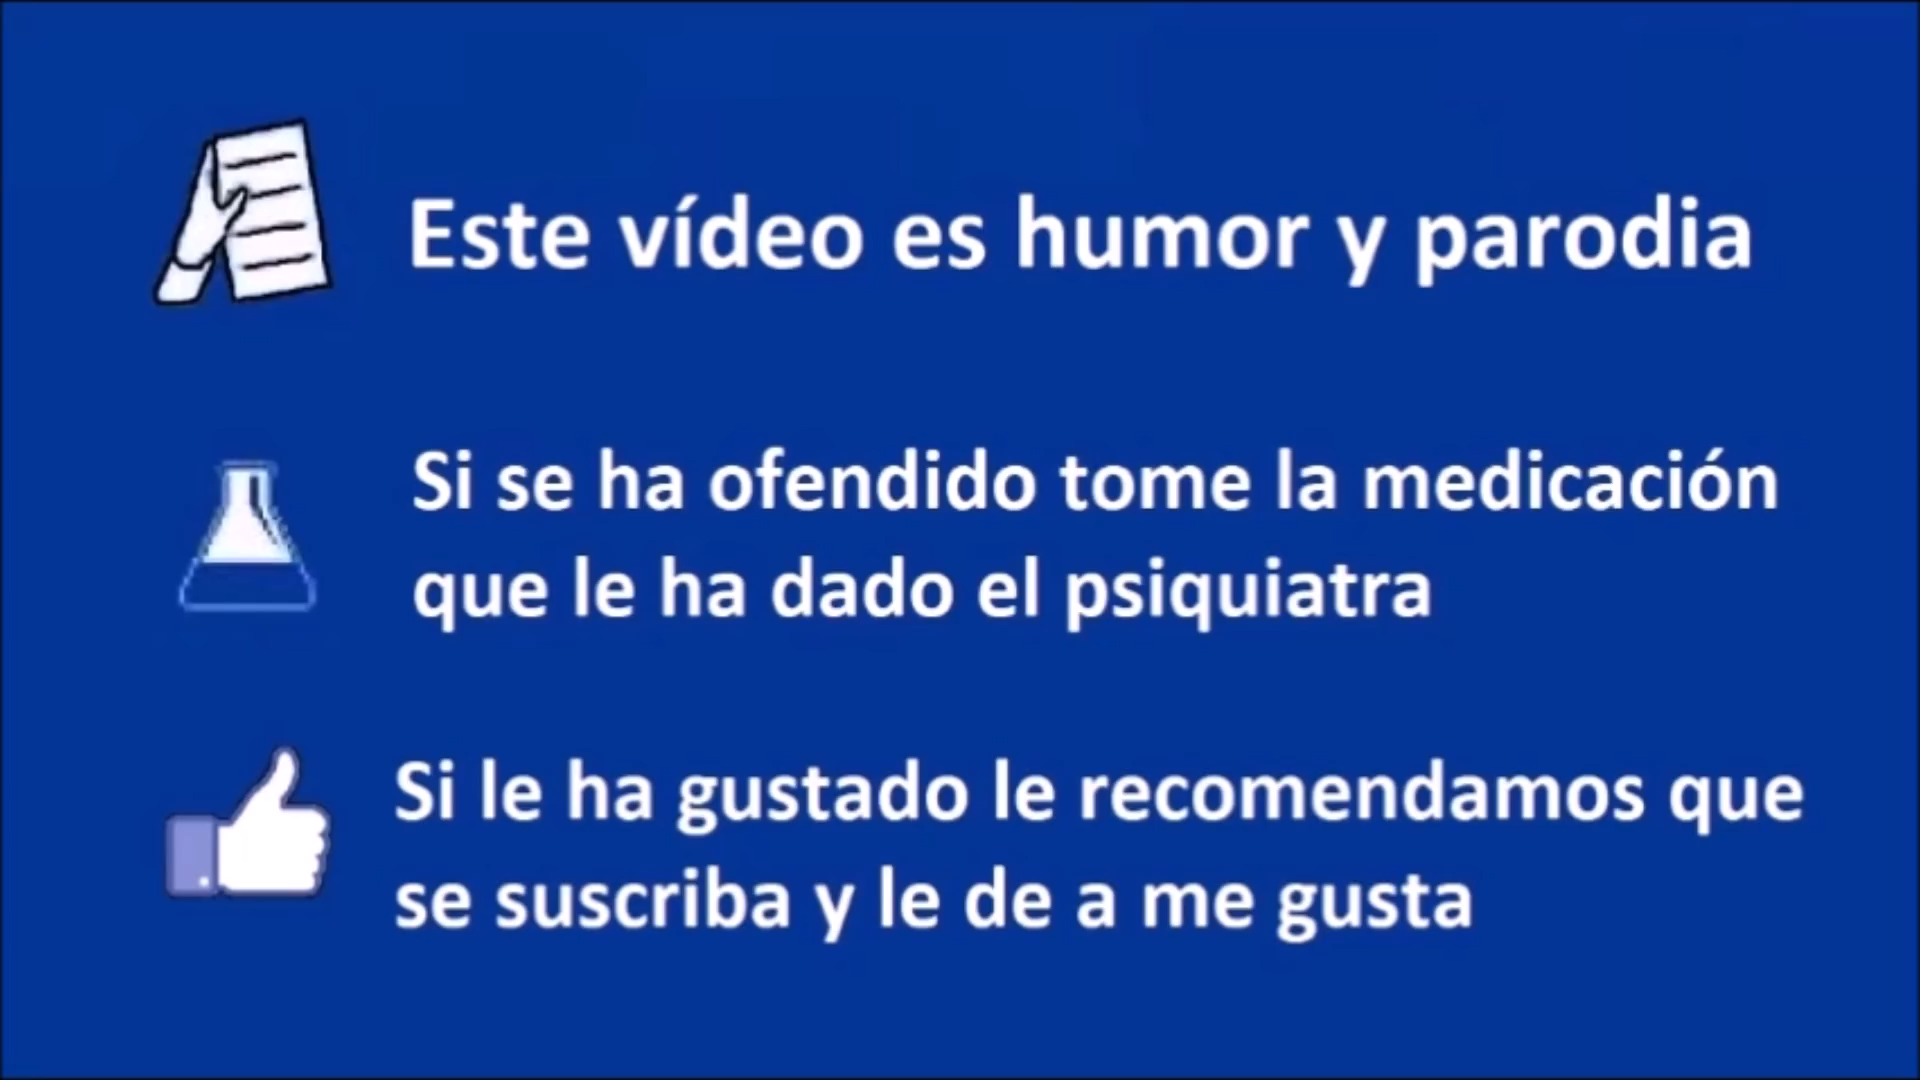 Este vídeo es humor y parodia
Si se ha ofendido tome la medicación
que le ha dado el psiquiatra
Si le ha gustado le recomendamos que
se suscriba y le de a me gusta